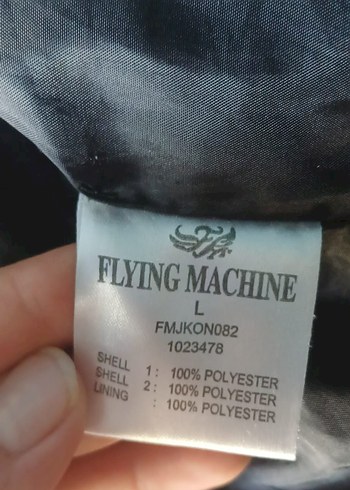 FLYING MACHINE
L
FMJKON082
1023478
SHELL 1: 100% POLYESTER
SHELL 2: 100% POLYESTER
LINING : 100% POLYESTER